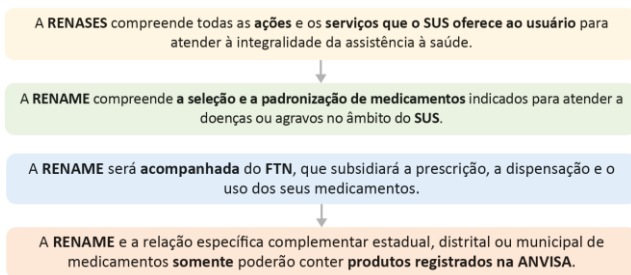 A RENASES compreende todas as ações e os serviços que o SUS oferece ao usuário para
atender à integralidade da assistência à saúde.
A RENAME compreende a seleção e a padronização de medicamentos indicados para atender a
doenças ou agravos no âmbito do SUS.
A RENAME será acompanhada do FTN, que subsidiará a prescrição, a dispensação e o
uso dos seus medicamentos.
A RENAME e a relação específica complementar estadual, distrital ou municipal de
medicamentos somente poderão conter produtos registrados na ANVISA.